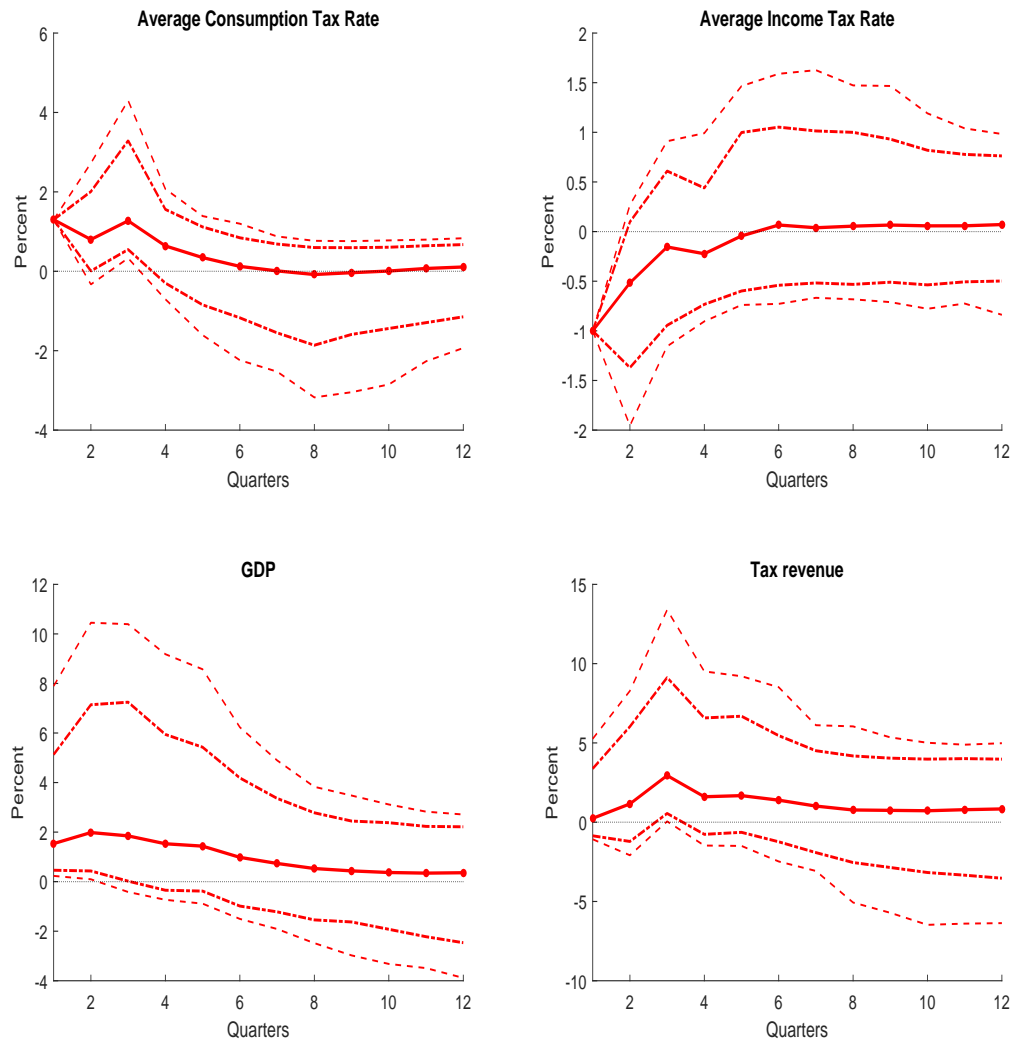 Average Consumption Tax Rate
6
4
2
0
-2
-4
Percent
2 4 6 8 10 12
Quarters
Average Income Tax Rate
2
1.5
1
0.5
0
-0.5
-1
-1.5
-2
Percent
2 4 6 8 10 12
Quarters
GDP
12
10
8
6
4
2
0
-2
-4
Percent
2 4 6 8 10 12
Quarters
Tax revenue
15
10
5
0
-5
-10
Percent
2 4 6 8 10 12
Quarters